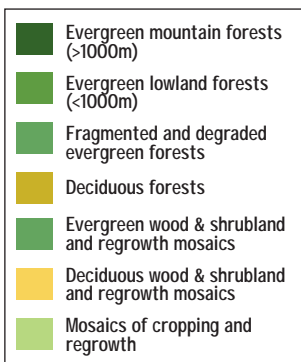 Evergreen mountain forests
(>1000m)
Evergreen lowland forests
(<1000m)
Fragmented and degraded
evergreen forests
Deciduous forests
Evergreen wood & shrubland
and regrowth mosaics
Deciduous wood & shrubland
and regrowth mosaics
Mosaics of cropping and
regrowth